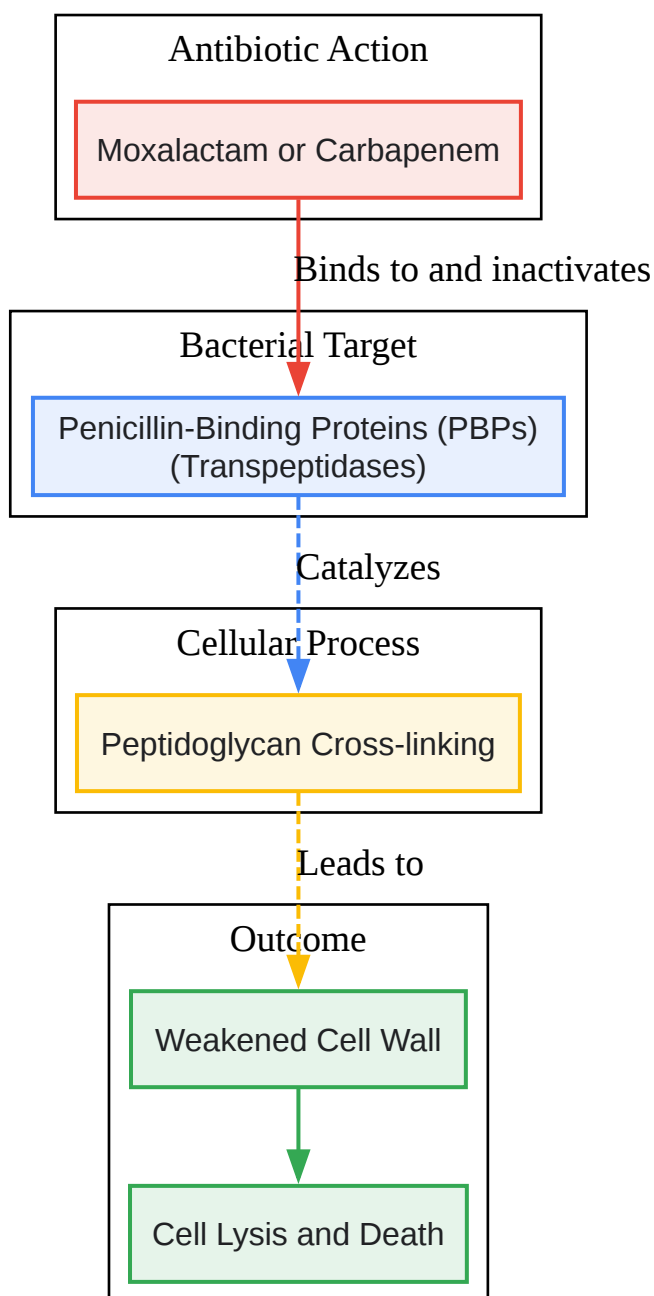 Antibiotic Action
Moxalactam or Carbapenem
Binds to and inactivates
Bacterial Target
Penicillin-Binding Proteins (PBPs)
(Transpeptidases)
Catalyzes
Cellular Process
Peptidoglycan Cross-linking
Leads to
Outcome
Weakened Cell Wall
Cell Lysis and Death